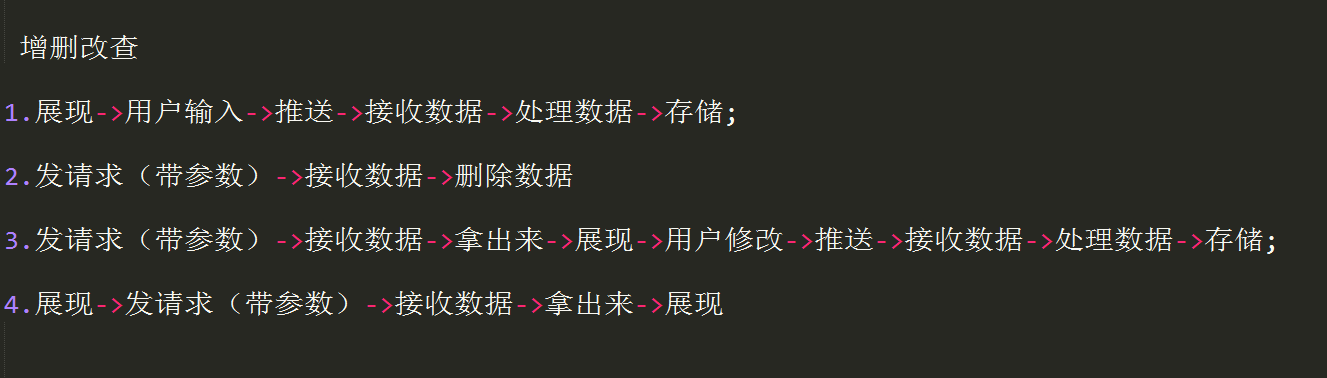 增删改查
1.展现->用户输入->推送->接收数据->处理数据->存储;
2.发请求（带参数）->接收数据->删除数据
3.发请求（带参数）->接收数据->拿出来->展现->用户修改->推送->接收数据->处理数据->存储;
4.展现->发请求（带参数）->接收数据->拿出来->展现